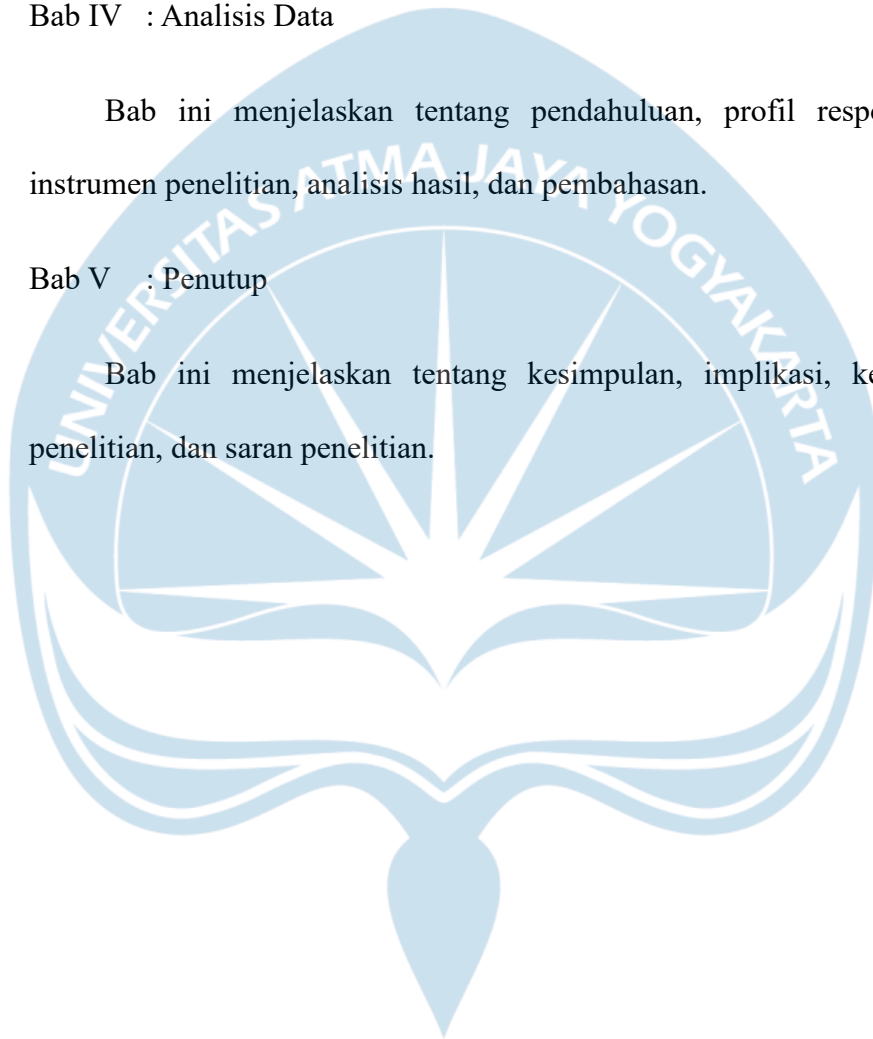 Bab IV : Analisis Data
Bab ini menjelaskan tentang pendahuluan, profil
instrumen penelitian, analisis hasil, dan pembahasan.
Bab V : Penutup
Bab ini menjelaskan tentang kesimpulan, implikasi,
penelitian, dan saran penelitian.
UNIVERSITAS ATMA JAYA YOGYAKARTA